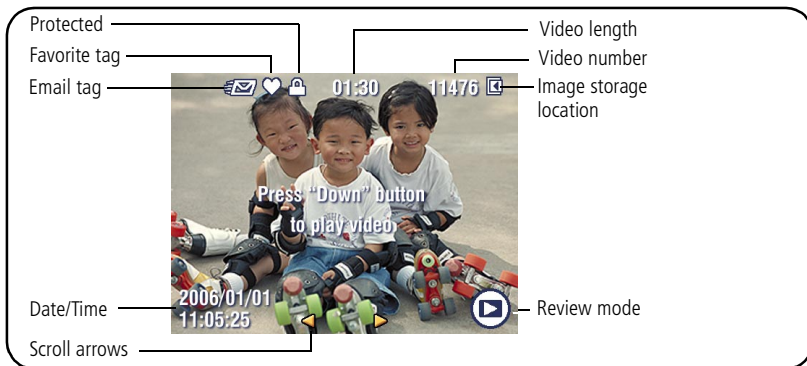 Protected
Favorite tag
Email tag
Video length
Video number
Image storage
location
01:30
11476
Press "Down" button
to play video
2006/01/01
11:05:25
Date/Time
Scroll arrows
Review mode